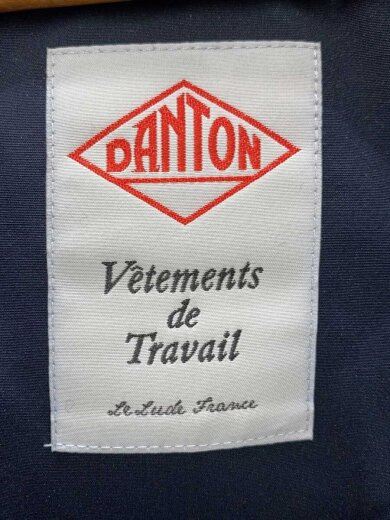 DANTON
Vêtements
de
Travail
Le Lude France